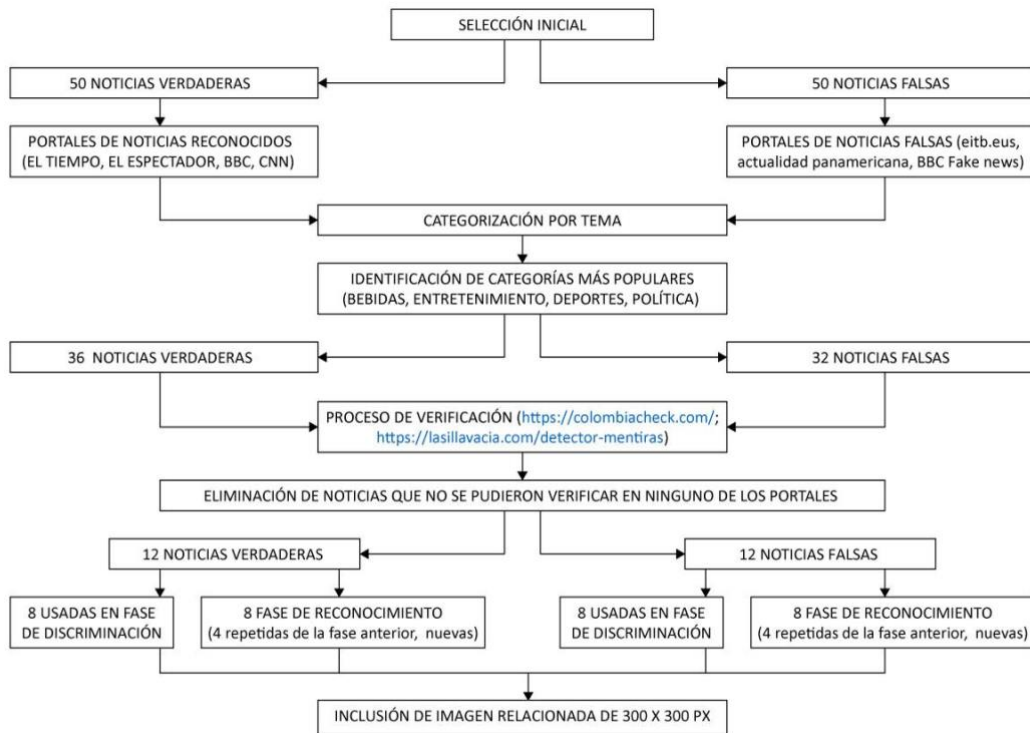 SELECCIÓN INICIAL
50 NOTICIAS VERDADERAS
50 NOTICIAS FALSAS
PORTALES DE NOTICIAS RECONOCIDOS
(EL TIEMPO, EL ESPECTADOR, BBC, CNN)
PORTALES DE NOTICIAS FALSAS (eitb.eus,
actualidad panamericana, BBC Fake news)
CATEGORIZACIÓN POR TEMA
IDENTIFICACIÓN DE CATEGORÍAS MÁS POPULARES
(BEBIDAS, ENTRETENIMIENTO, DEPORTES, POLÍTICA)
36 NOTICIAS VERDADERAS
32 NOTICIAS FALSAS
PROCESO DE VERIFICACIÓN (https://colombiacheck.com/;
https://lasillavacia.com/detector-mentiras)
ELIMINACIÓN DE NOTICIAS QUE NO SE PUDIERON VERIFICAR EN NINGUNO DE LOS PORTALES
12 NOTICIAS VERDADERAS
12 NOTICIAS FALSAS
8 USADAS EN FASE
DE DISCRIMINACIÓN
8 FASE DE RECONOCIMIENTO
(4 repetidas de la fase anterior, nuevas)
8 USADAS EN FASE
DE DISCRIMINACIÓN
8 FASE DE RECONOCIMIENTO
(4 repetidas de la fase anterior, nuevas)
INCLUSIÓN DE IMAGEN RELACIONADA DE 300 X 300 PX